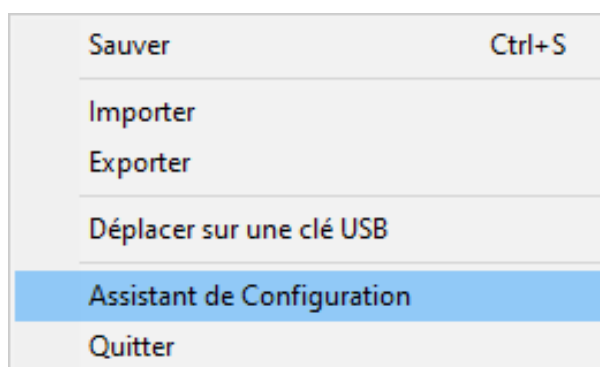 Sauver Ctrl+S
Importer
Exporter
Déplacer sur une clé USB
Assistant de Configuration
Quitter